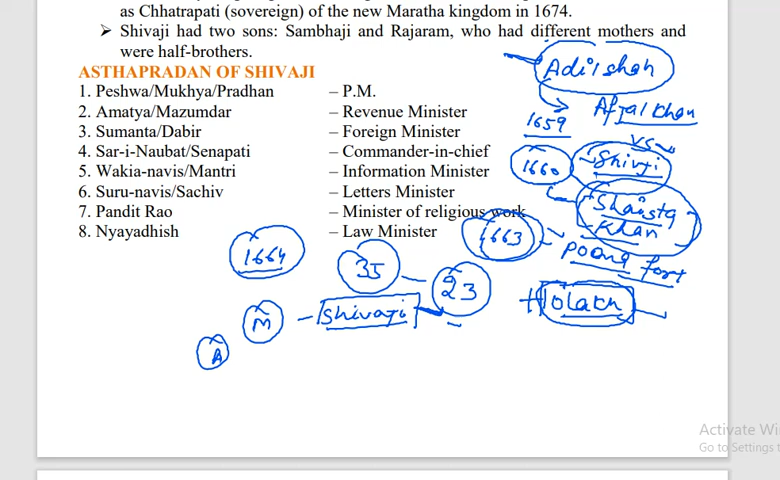 as Chhatrapati (sovereign) of the new Maratha kingdom in 1674.
➢ Shivaji had two sons: Sambhaji and Rajaram, who had different mothers and
were half-brothers.
ASTHAPRADAN OF SHIVAJI
1. Peshwa/Mukhya/Pradhan – P.M.
2. Amatya/Mazumdar – Revenue Minister
3. Sumanta/Dabir – Foreign Minister
4. Sar-i-Naubat/Senapati – Commander-in-chief
5. Wakia-navis/Mantri – Information Minister
6. Suru-navis/Sachiv – Letters Minister
7. Pandit Rao – Minister of religious work
8. Nyayadhish – Law Minister
Adilshah
Afjal Khan
1659
VS
1660 Shivji
Shaista
Khan
1663
Poona fort
1664
35
23
M – Shivaji
A
Activate Wi
Go to Settings t